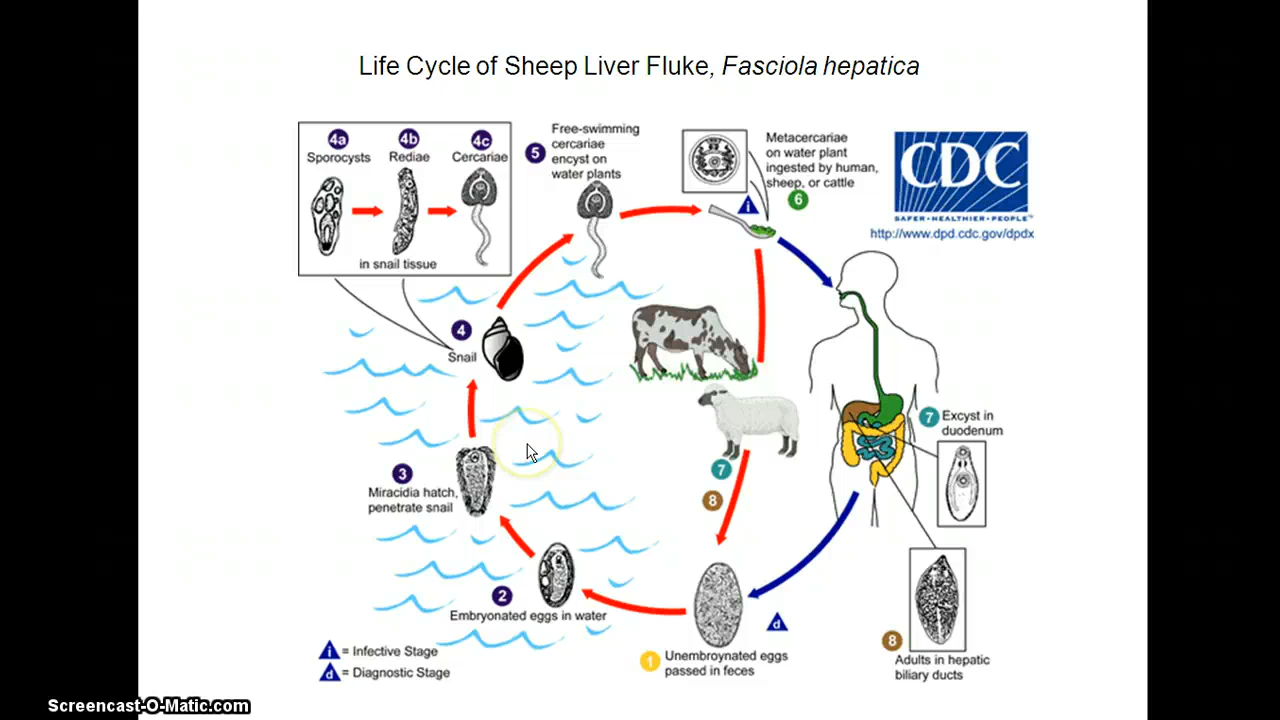 Life Cycle of Sheep Liver Fluke, Fasciola hepatica
4a
4b
4c
Sporocysts
Rediae
Cercariae
in snail tissue
5
Free-swimming
cercariae
encyst on
water plants
Metacercariae
on water plant
ingested by human,
sheep, or cattle
6
i
CDC
SAFER•HEALTHIER•PEOPLE™
http://www.dpd.cdc.gov/dpdx
4
Snail
3
Miracidia hatch,
penetrate snail
7
8
7
Excyst in
duodenum
2
Embryonated eggs in water
d
1
Unembroynated eggs
passed in feces
8
Adults in hepatic
biliary ducts
i = Infective Stage
d = Diagnostic Stage
Screencast-O-Matic.com